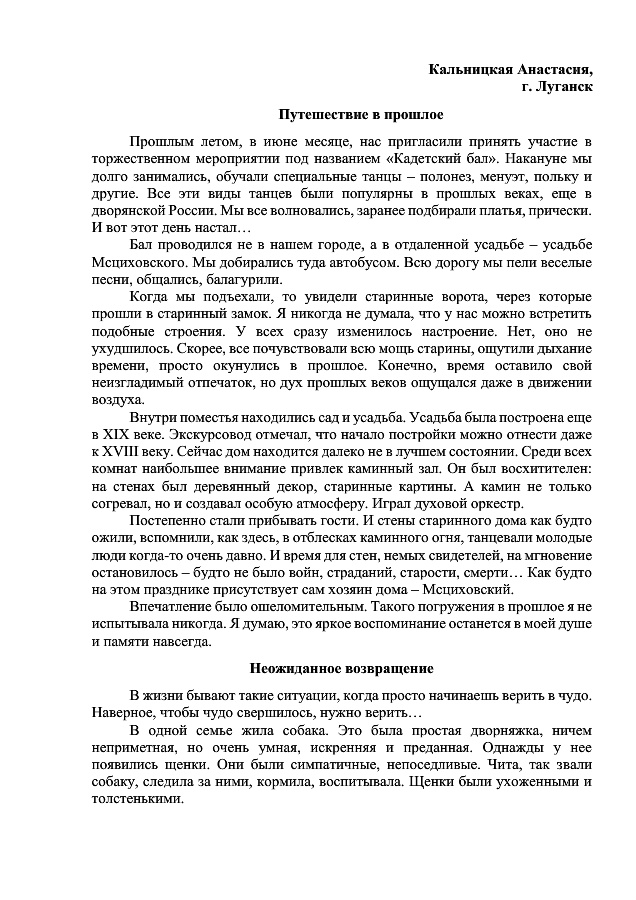 Кальницкая Анастасия,
г. Луганск
Путешествие в прошлое
Прошлым летом, в июне месяце, нас пригласили принять участие в
торжественном мероприятии под названием «Кадетский бал». Накануне мы
долго занимались, обучали специальные танцы – полонез, менуэт, польку и
другие. Все эти виды танцев были популярны в прошлых веках, еще в
дворянской России. Мы все волновались, заранее подбирали платья, прически.
И вот этот день настал…
Бал проводился не в нашем городе, а в отдаленной усадьбе – усадьбе
Мсциховского. Мы добирались туда автобусом. Всю дорогу мы пели веселые
песни, общались, балагурили.
Когда мы подъехали, то увидели старинные ворота, через которые
прошли в старинный замок. Я никогда не думала, что у нас можно встретить
подобные строения. У всех сразу изменилось настроение. Нет, оно не
ухудшилось. Скорее, все почувствовали всю мощь старины, ощутили дыхание
времени, просто окунулись в прошлое. Конечно, время оставило свой
неизгладимый отпечаток, но дух прошлых веков ощущался даже в движении
воздуха.
Внутри поместья находились сад и усадьба. Усадьба была построена еще
в XIX веке. Экскурсовод отмечал, что начало постройки можно отнести даже
к XVIII веку. Сейчас дом находится далеко не в лучшем состоянии. Среди всех
комнат наибольшее внимание привлек каминный зал. Он был восхитителен:
на стенах был деревянный декор, старинные картины. А камин не только
согревал, но и создавал особую атмосферу. Играл духовой оркестр.
Постепенно стали прибывать гости. И стены старинного дома как будто
ожили, вспомнили, как здесь, в отблесках каминного огня, танцевали молодые
люди когда-то очень давно. И время для стен, немых свидетелей, на мгновение
остановилось – будто не было войн, страданий, старости, смерти… Как будто
на этом празднике присутствует сам хозяин дома – Мсциховский.
Впечатление было ошеломительным. Такого погружения в прошлое я не
испытывала никогда. Я думаю, это яркое воспоминание останется в моей душе
и памяти навсегда.
Неожиданное возвращение
В жизни бывают такие ситуации, когда просто начинаешь верить в чудо.
Наверное, чтобы чудо свершилось, нужно верить…
В одной семье жила собака. Это была простая дворняжка, ничем
неприметная, но очень умная, искренняя и преданная. Однажды у нее
появились щенки. Они были симпатичные, непоседливые. Чита, так звали
собаку, следила за ними, кормила, воспитывала. Щенки были ухоженными и
толстенькими.